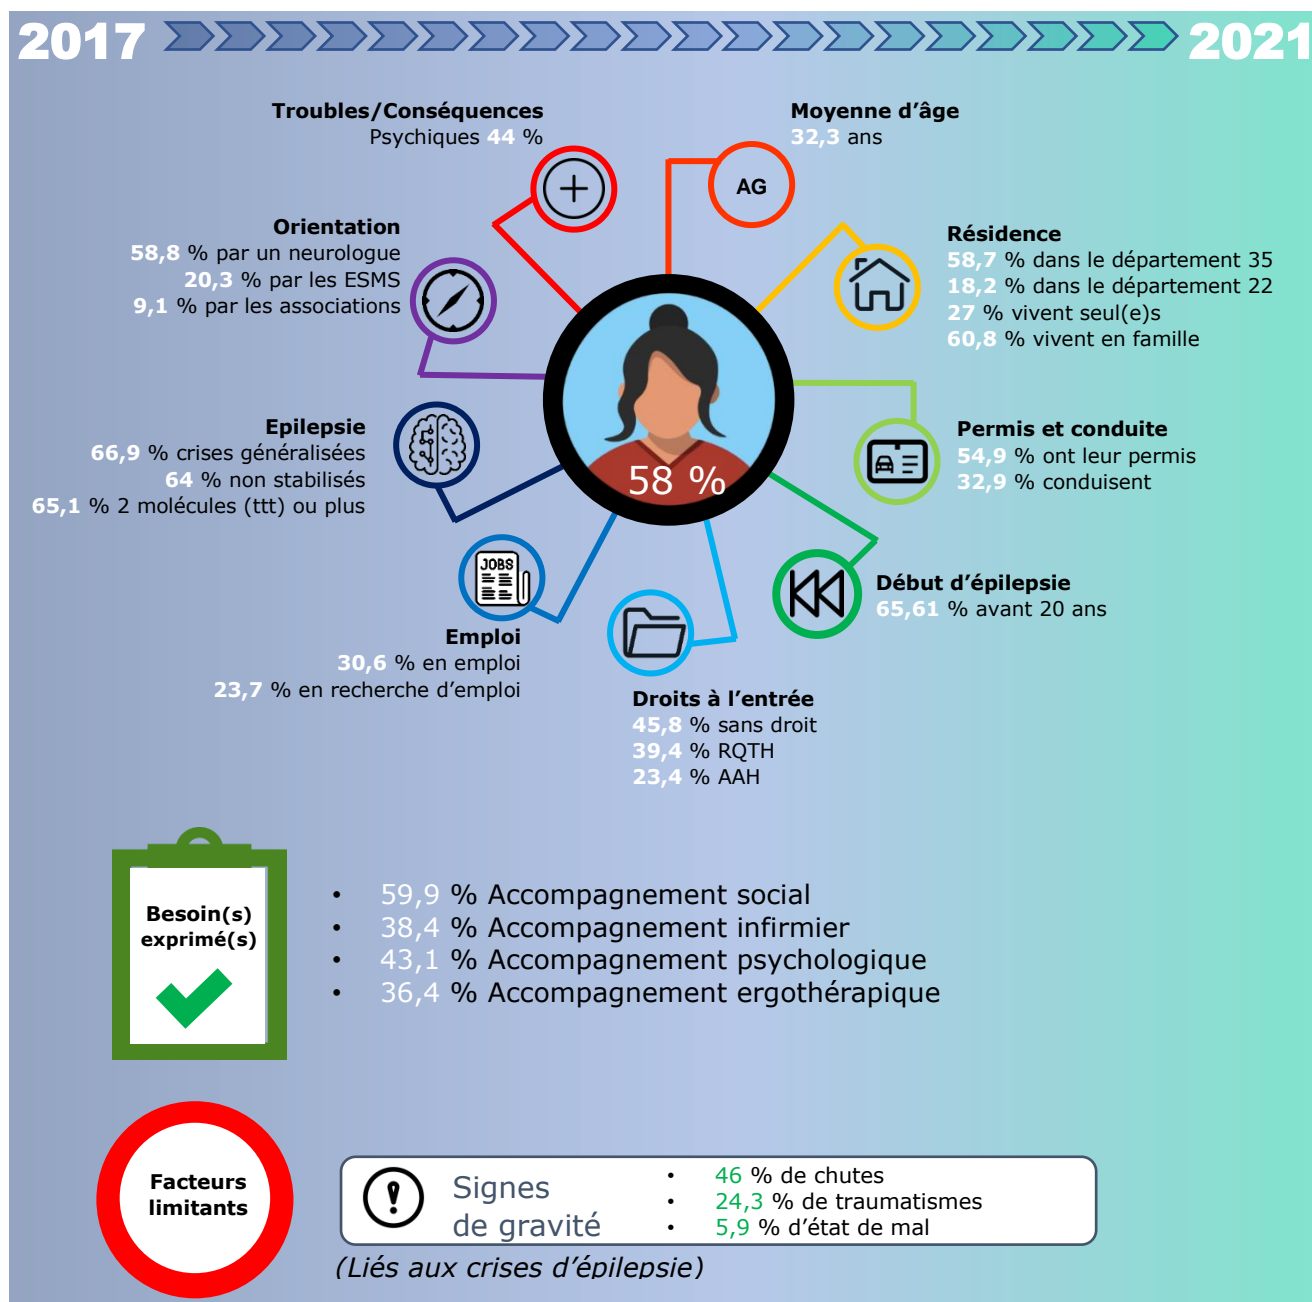 2017
2021
Troubles/Conséquences
Psychiques 44 %
Moyenne d'âge
32,3 ans
AG
Orientation
58,8 % par un neurologue
20,3 % par les ESMS
9,1 % par les associations
Résidence
58,7 % dans le département 35
18,2 % dans le département 22
27 % vivent seul(e)s
60,8 % vivent en famille
Epilepsie
66,9 % crises généralisées
64 % non stabilisés
65,1 % 2 molécules (ttt) ou plus
58 %
Permis et conduite
54,9 % ont leur permis
32,9 % conduisent
JOBS
Emploi
30,6 % en emploi
23,7 % en recherche d'emploi
Début d'épilepsie
65,61 % avant 20 ans
Droits à l'entrée
45,8 % sans droit
39,4 % RQTH
23,4 % AAH
Besoin(s)
exprimé(s)
• 59,9 % Accompagnement social
• 38,4 % Accompagnement infirmier
• 43,1 % Accompagnement psychologique
• 36,4 % Accompagnement ergothérapique
Facteurs
limitants
Signes
de gravité
• 46 % de chutes
• 24,3 % de traumatismes
• 5,9 % d'état de mal
(Liés aux crises d'épilepsie)